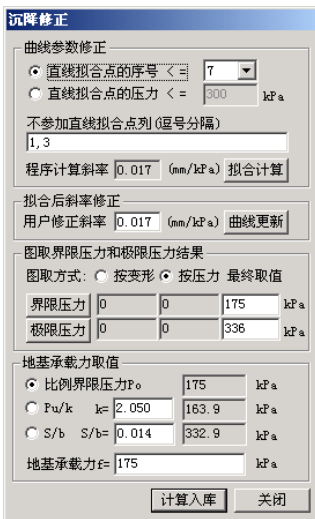 沉降修正
曲线参数修正
直线拟合点的序号 <= 7
直线拟合点的压力 <= 300 kPa
不参加直线拟合点列(逗号分隔)
1,3
程序计算斜率 0.017 (mm/kPa) 拟合计算
拟合后斜率修正
用户修正斜率 0.017 (mm/kPa) 曲线更新
图取界限压力和极限压力结果
图取方式: 按变形 按压力 最终取值
界限压力 0 0 175 kPa
极限压力 0 0 336 kPa
地基承载力取值
比例界限压力Po 175 kPa
Pu/k k= 2.050 163.9 kPa
S/b S/b= 0.014 332.9 kPa
地基承载力f= 175 kPa
计算入库 关闭